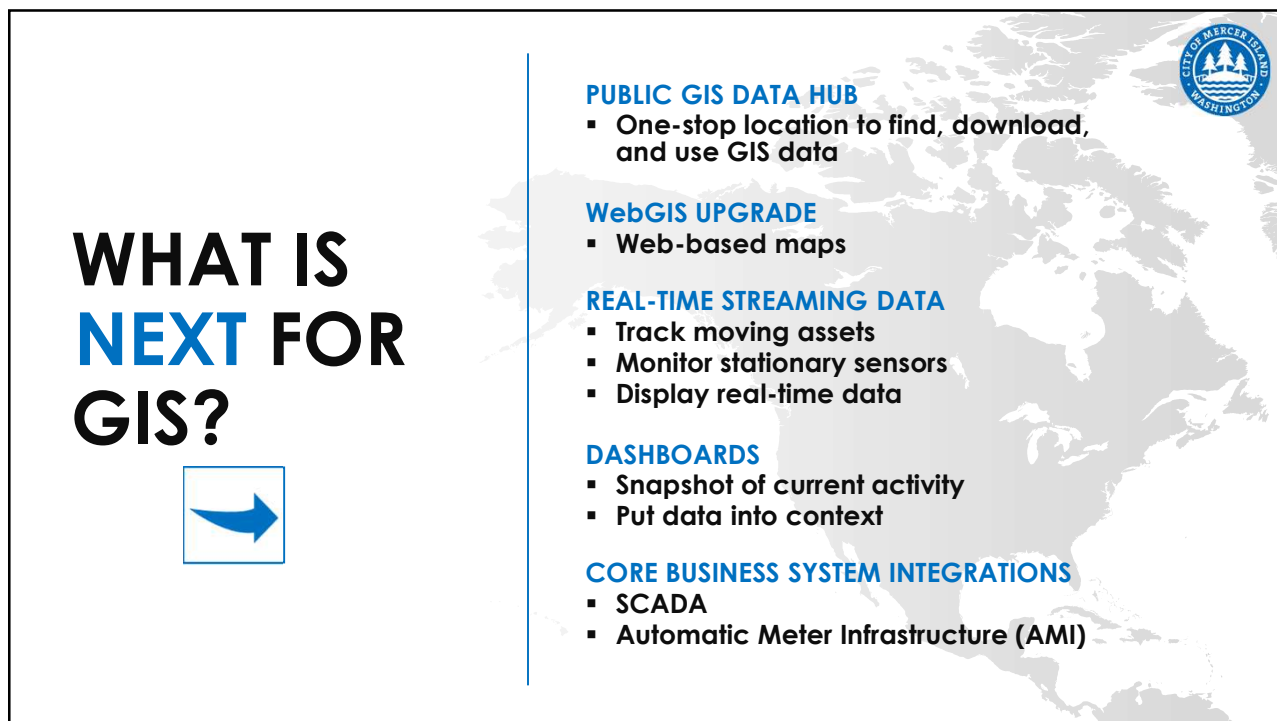 WHAT IS
NEXT FOR
GIS?
PUBLIC GIS DATA HUB
▪ One-stop location to find, download,
and use GIS data
WebGIS UPGRADE
▪ Web-based maps
REAL-TIME STREAMING DATA
▪ Track moving assets
▪ Monitor stationary sensors
▪ Display real-time data
DASHBOARDS
▪ Snapshot of current activity
▪ Put data into context
CORE BUSINESS SYSTEM INTEGRATIONS
▪ SCADA
▪ Automatic Meter Infrastructure (AMI)
CITY OF MERCER ISLAND
WASHINGTON